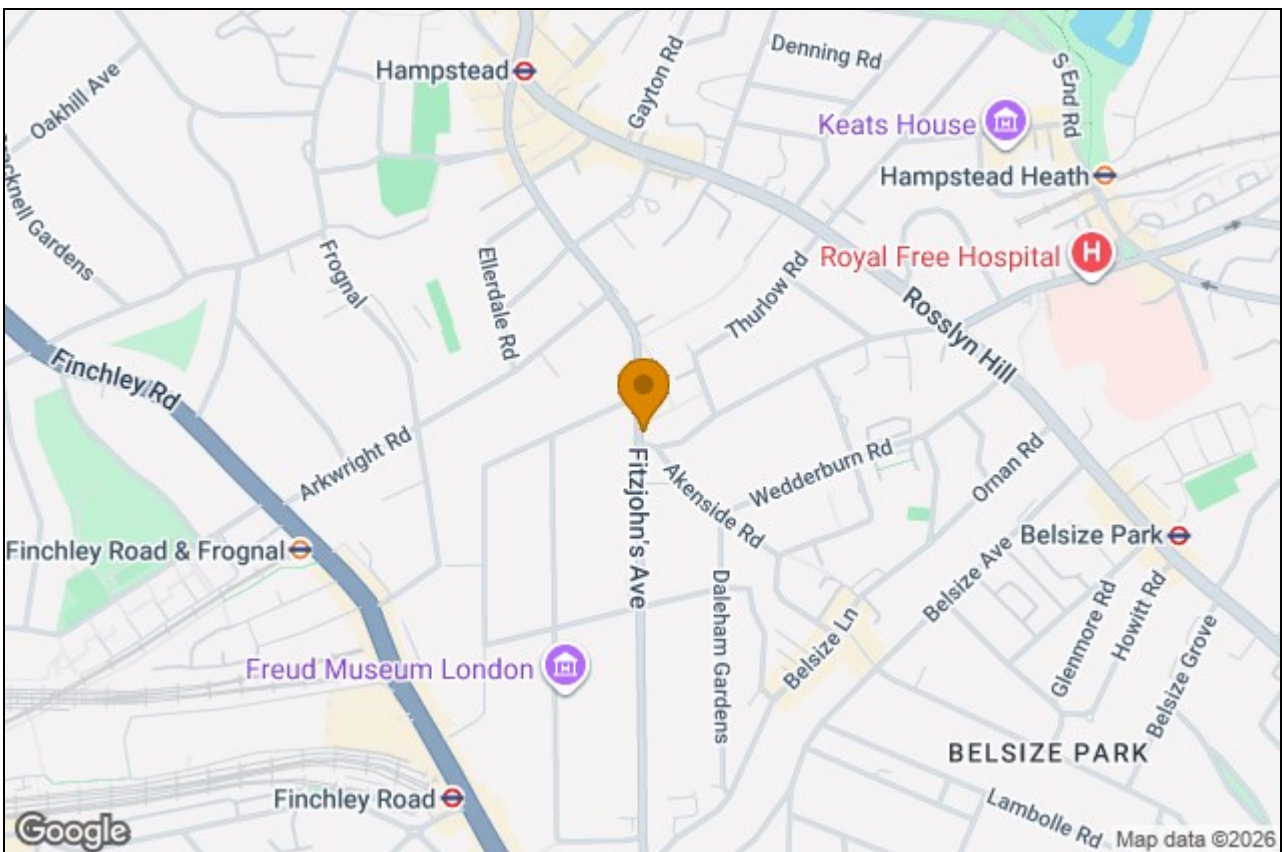 Hampstead
Gayton Rd
Denning Rd
S End Rd
Oakhill Ave
Keats House
Hampstead Heath
Gardens
Frognal
Ellerdale Rd
Thurlow Rd
Royal Free Hospital
H
Rosslyn Hill
Finchley Rd
Arkwright Rd
Fitzjohn's Ave
Akenside Rd
Wedderburn Rd
Ornan Rd
Finchley Road & Frognal
Belsize Park
Daleham Gardens
Belsize Ave
Belsize Ln
Glenmore Rd
Howitt Rd
Belsize Grove
Freud Museum London
BELSIZE PARK
Finchley Road
Lambolle Rd
Google
Map data ©2026